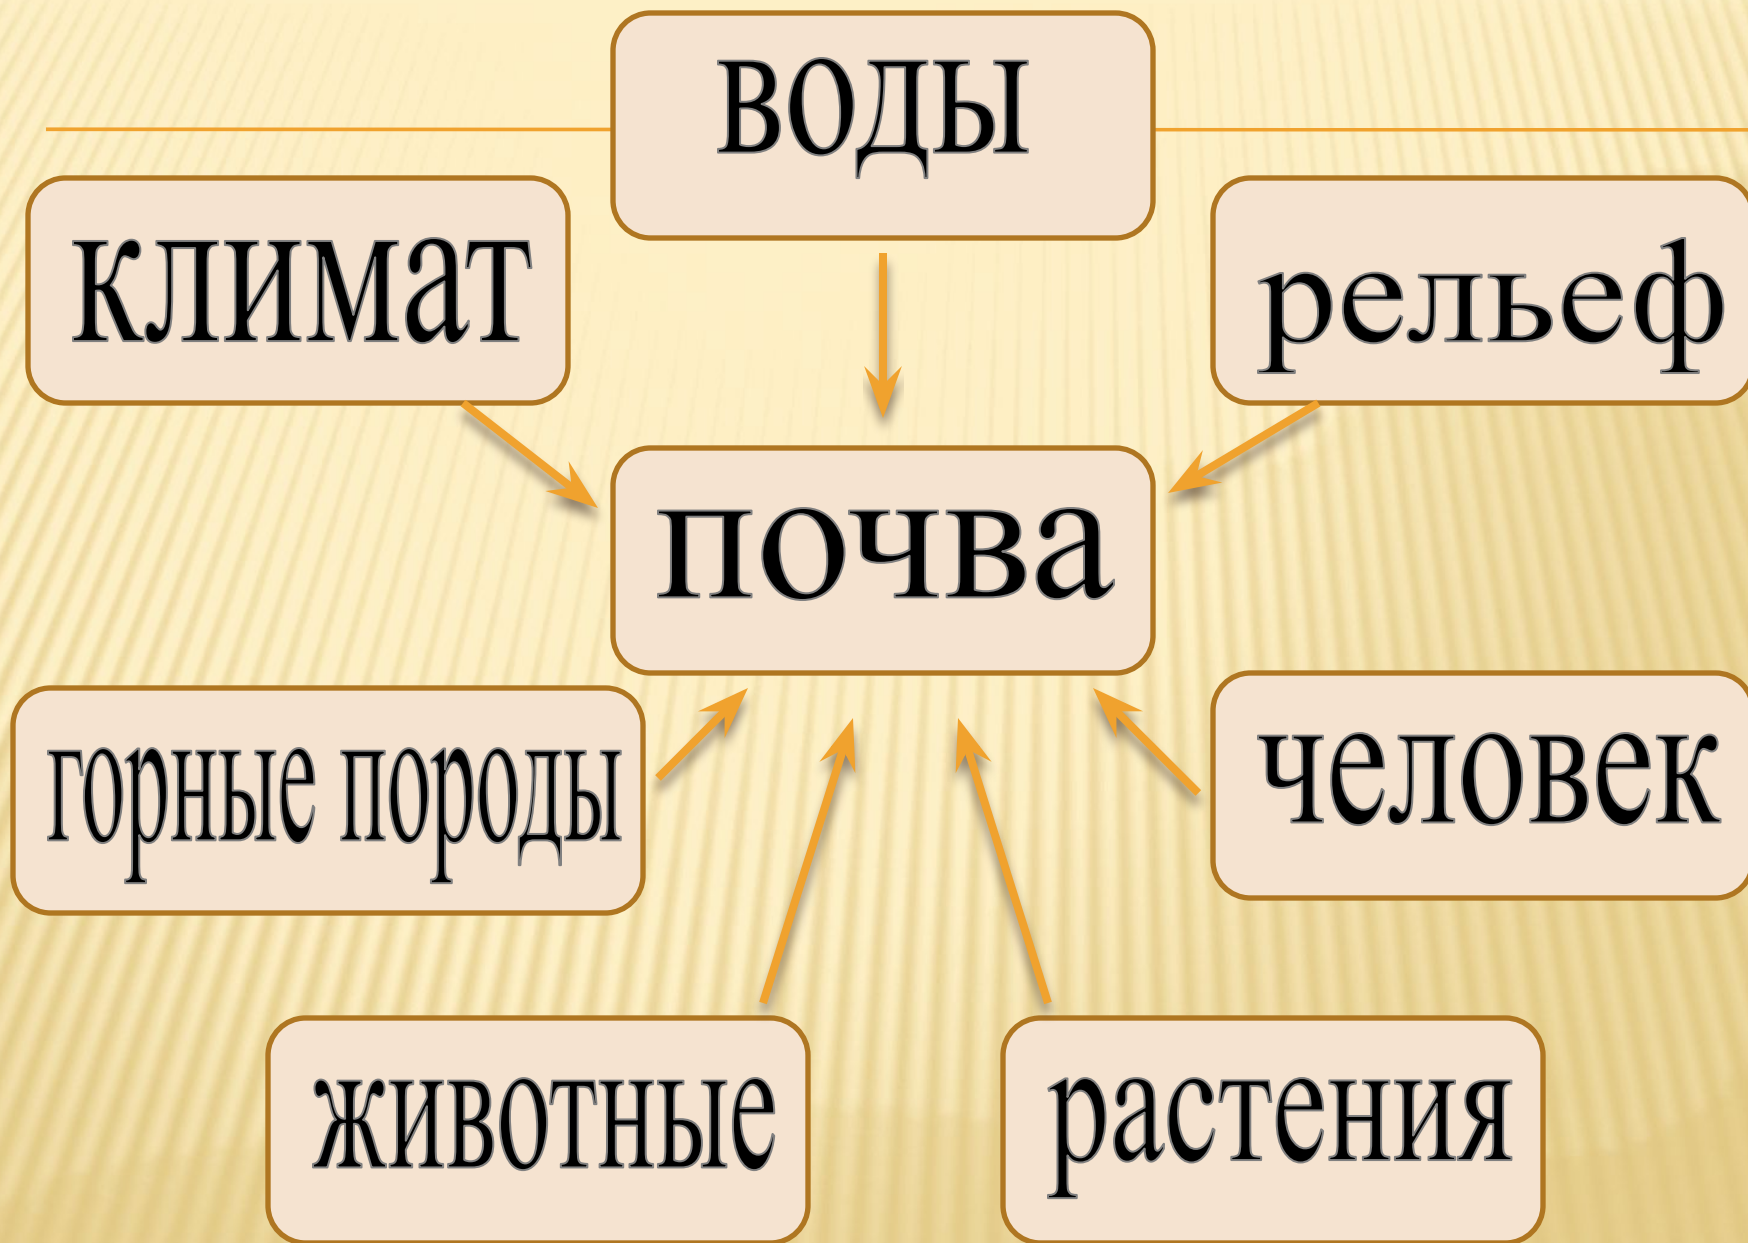 воды
климат
рельеф
почва
горные породы
человек
животные
растения